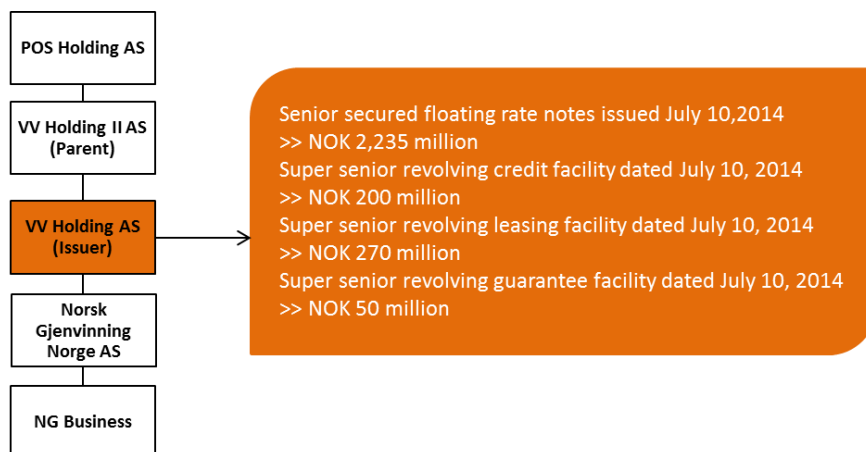 POS Holding AS
VV Holding II AS
(Parent)
VV Holding AS
(Issuer)
Norsk
Gjenvinning
Norge AS
NG Business
Senior secured floating rate notes issued July 10,2014
>> NOK 2,235 million
Super senior revolving credit facility dated July 10, 2014
>> NOK 200 million
Super senior revolving leasing facility dated July 10, 2014
>> NOK 270 million
Super senior revolving guarantee facility dated July 10, 2014
>> NOK 50 million